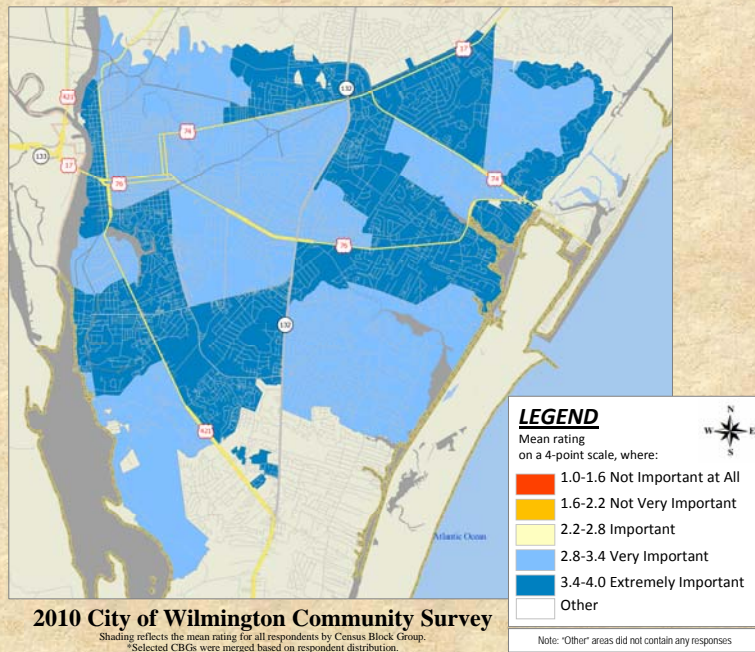 17
132
421
74
133
17
76
74
76
132
421
Atlantic Ocean
LEGEND
Mean rating
on a 4-point scale, where:
N
W E
S
1.0-1.6 Not Important at All
1.6-2.2 Not Very Important
2.2-2.8 Important
2.8-3.4 Very Important
3.4-4.0 Extremely Important
Other
2010 City of Wilmington Community Survey
Shading reflects the mean rating for all respondents by Census Block Group.
*Selected CBGs were merged based on respondent distribution.
Note: "Other" areas did not contain any responses